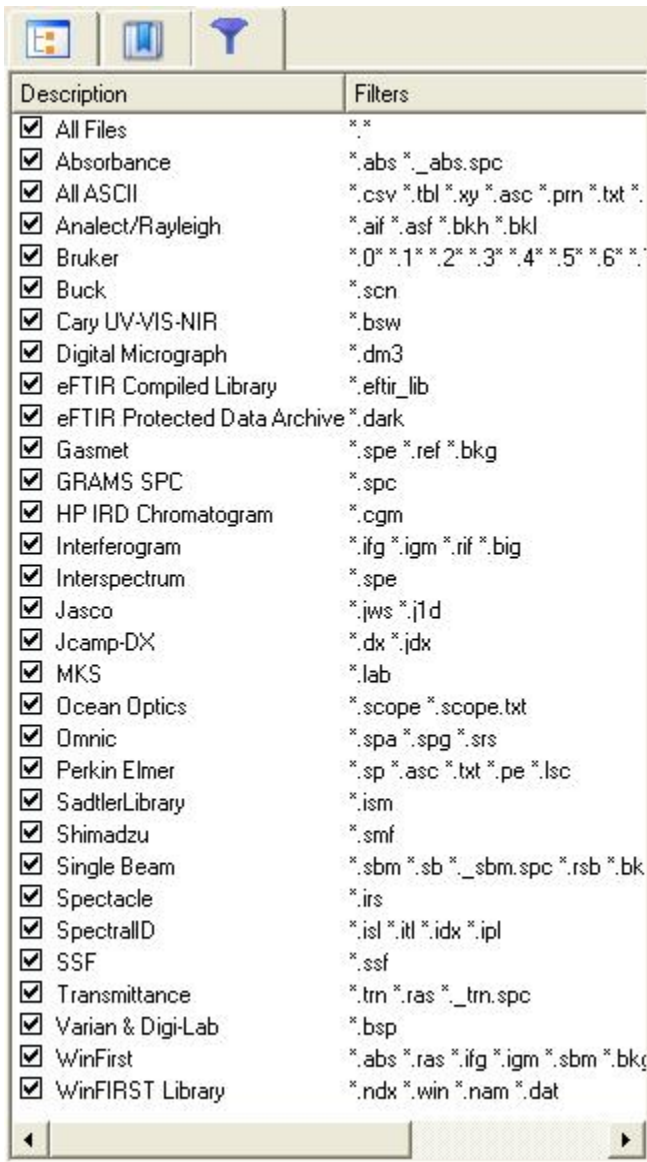 Description Filters
All Files *.*
Absorbance *.abs *._abs.spc
All ASCII *.csv *.tbl *.xy *.asc *.prn *.txt *.
Analect/Rayleigh *.aif *.asf *.bkh *.bkl
Bruker *.0* *.1* *.2* *.3* *.4* *.5* *.6*
Buck *.scn
Cary UV-VIS-NIR *.bsw
Digital Micrograph *.dm3
eFTIR Compiled Library *.eftir_lib
eFTIR Protected Data Archive *.dark
Gasmet *.spe *.ref *.bkg
GRAMS SPC *.spc
HP IRD Chromatogram *.cgm
Interferogram *.ifg *.igm *.rif *.big
Interspectrum *.spe
Jasco *.jws *.j1d
Jcamp-DX *.dx *.jdx
MKS *.lab
Ocean Optics *.scope *.scope.txt
Omnic *.spa *.spg *.srs
Perkin Elmer *.sp *.asc *.txt *.pe *.lsc
SadtlerLibrary *.ism
Shimadzu *.smf
Single Beam *.sbm *.sb *._sbm.spc *.rsb *.bk
Spectacle *.irs
SpectralID *.isl *.itl *.idx *.ipl
SSF *.ssf
Transmittance *.trn *.ras *._trn.spc
Varian & Digi-Lab *.bsp
WinFirst *.abs *.ras *.ifg *.igm *.sbm *.bkg
WinFIRST Library *.ndx *.win *.nam *.dat